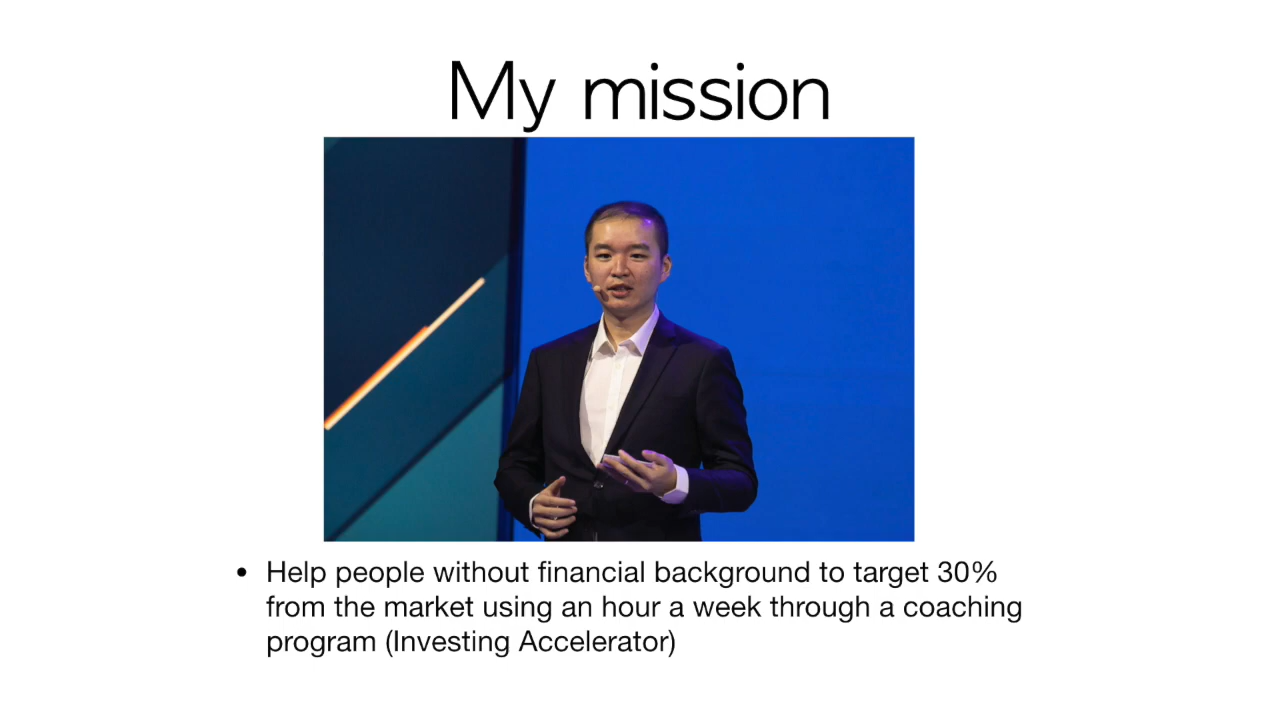 My mission
• Help people without financial background to target 30%
from the market using an hour a week through a coaching
program (Investing Accelerator)